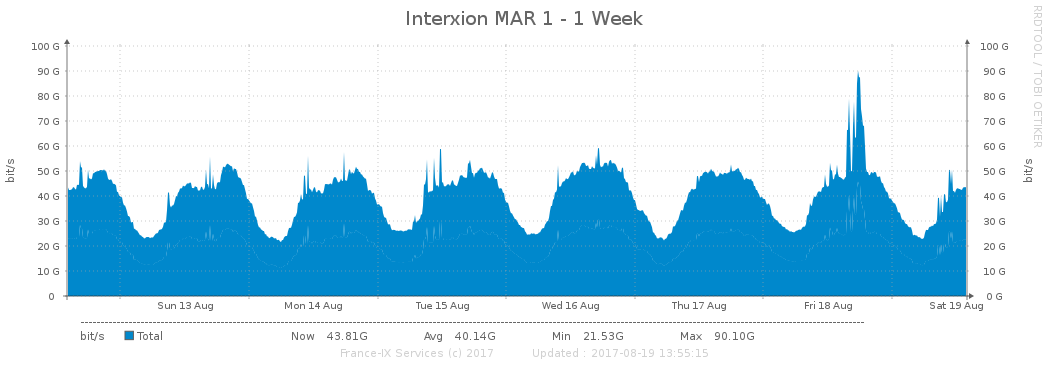 Interxion MAR 1 - 1 Week
RRDTOOL / TOBI OETIKER
bit/s
bit/s
100 G 100 G
90 G 90 G
80 G 80 G
70 G 70 G
60 G 60 G
50 G 50 G
40 G 40 G
30 G 30 G
20 G 20 G
10 G 10 G
0 0 G
Sun 13 Aug Mon 14 Aug Tue 15 Aug Wed 16 Aug Thu 17 Aug Fri 18 Aug Sat 19 Aug
bit/s Total Now 43.81G Avg 40.14G Min 21.53G Max 90.10G
France-IX Services (c) 2017 Updated : 2017-08-19 13:55:15